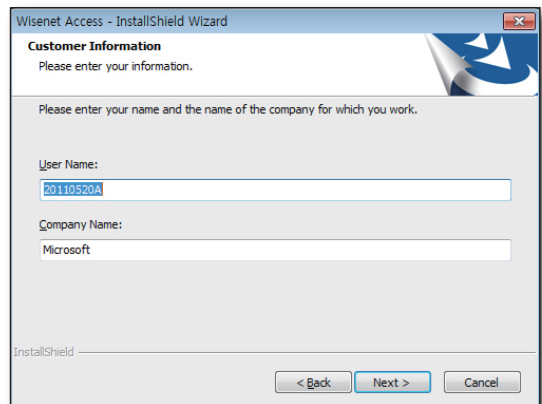 Wisenet Access - InstallShield Wizard
Customer Information
Please enter your information.
Please enter your name and the name of the company for which you work.
User Name:
20110520A
Company Name:
Microsoft
InstallShield
< Back
Next >
Cancel